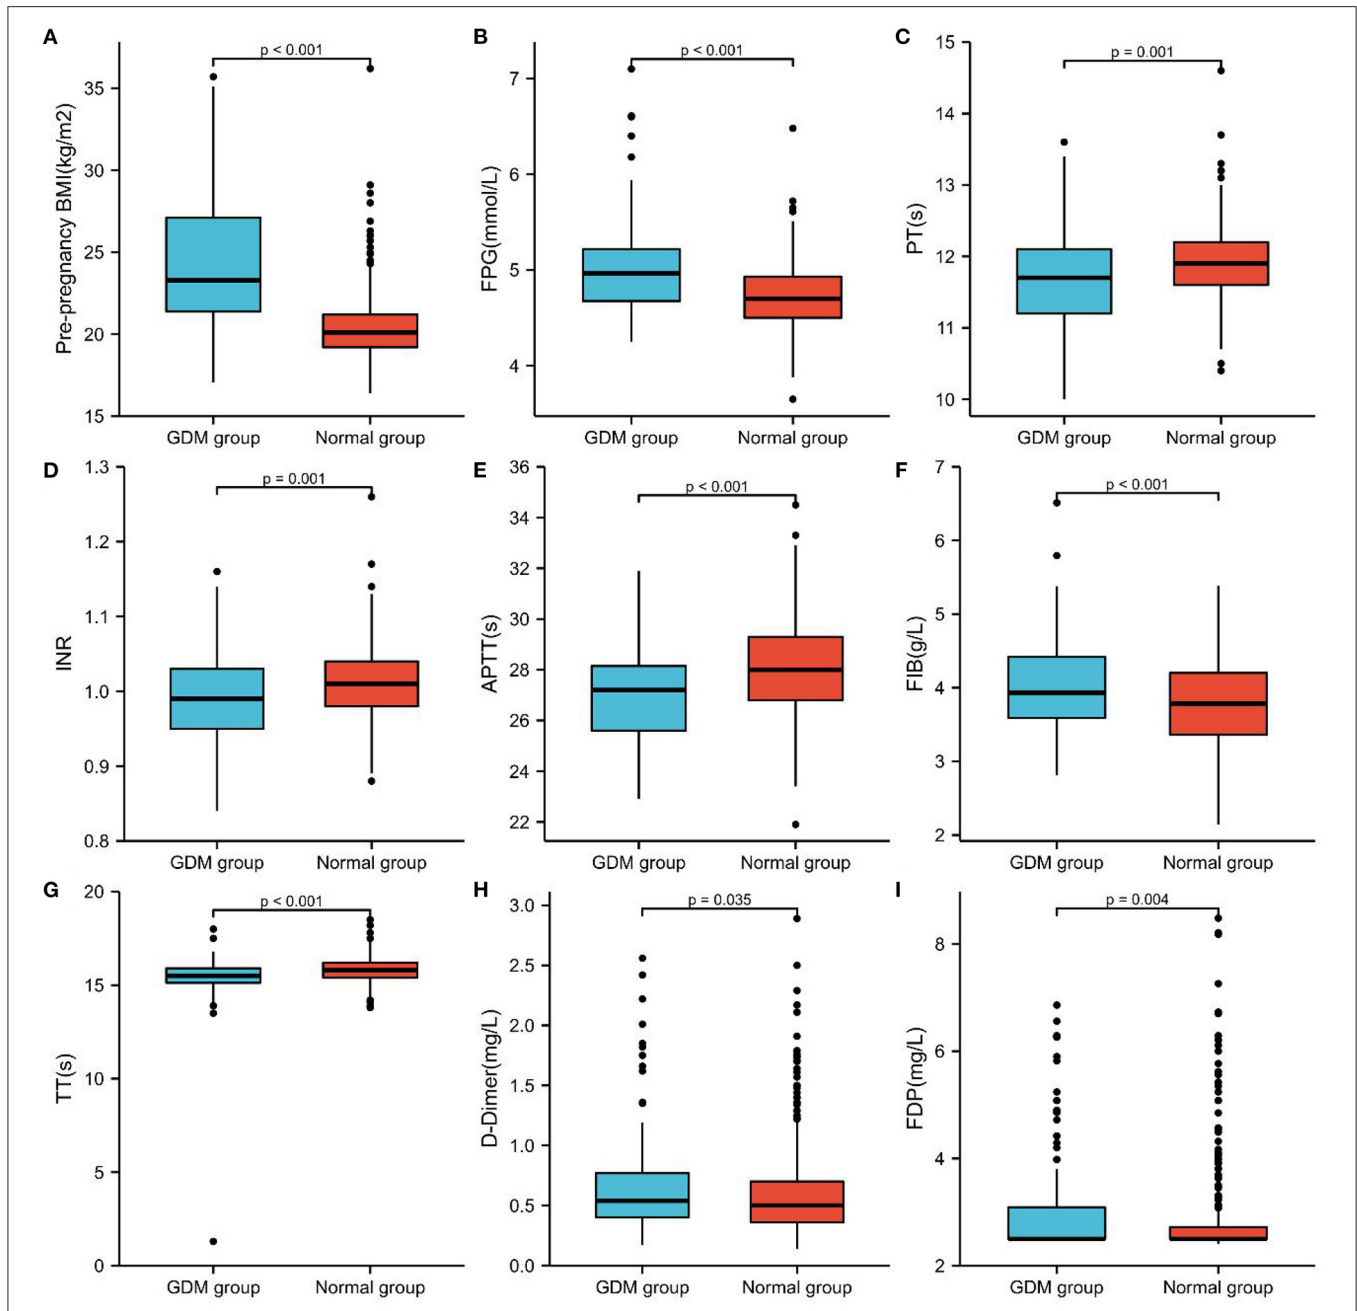 A
p < 0.001
Pre-pregnancy BMI(kg/m2)
35
30
25
20
15
GDM group
Normal group
B
p < 0.001
FPG(mmol/L)
7
6
5
4
GDM group
Normal group
C
p = 0.001
PT(s)
15
14
13
12
11
10
GDM group
Normal group
D
p = 0.001
INR
1.3
1.2
1.1
1.0
0.9
0.8
GDM group
Normal group
E
p < 0.001
APTT(s)
36
34
32
30
28
26
24
22
GDM group
Normal group
F
p < 0.001
FIB(g/L)
7
6
5
4
3
2
GDM group
Normal group
G
p < 0.001
TT(s)
20
15
10
5
0
GDM group
Normal group
H
p = 0.035
D-Dimer(mg/L)
3.0
2.5
2.0
1.5
1.0
0.5
0.0
GDM group
Normal group
I
p = 0.004
FDP(mg/L)
8
6
4
2
GDM group
Normal group